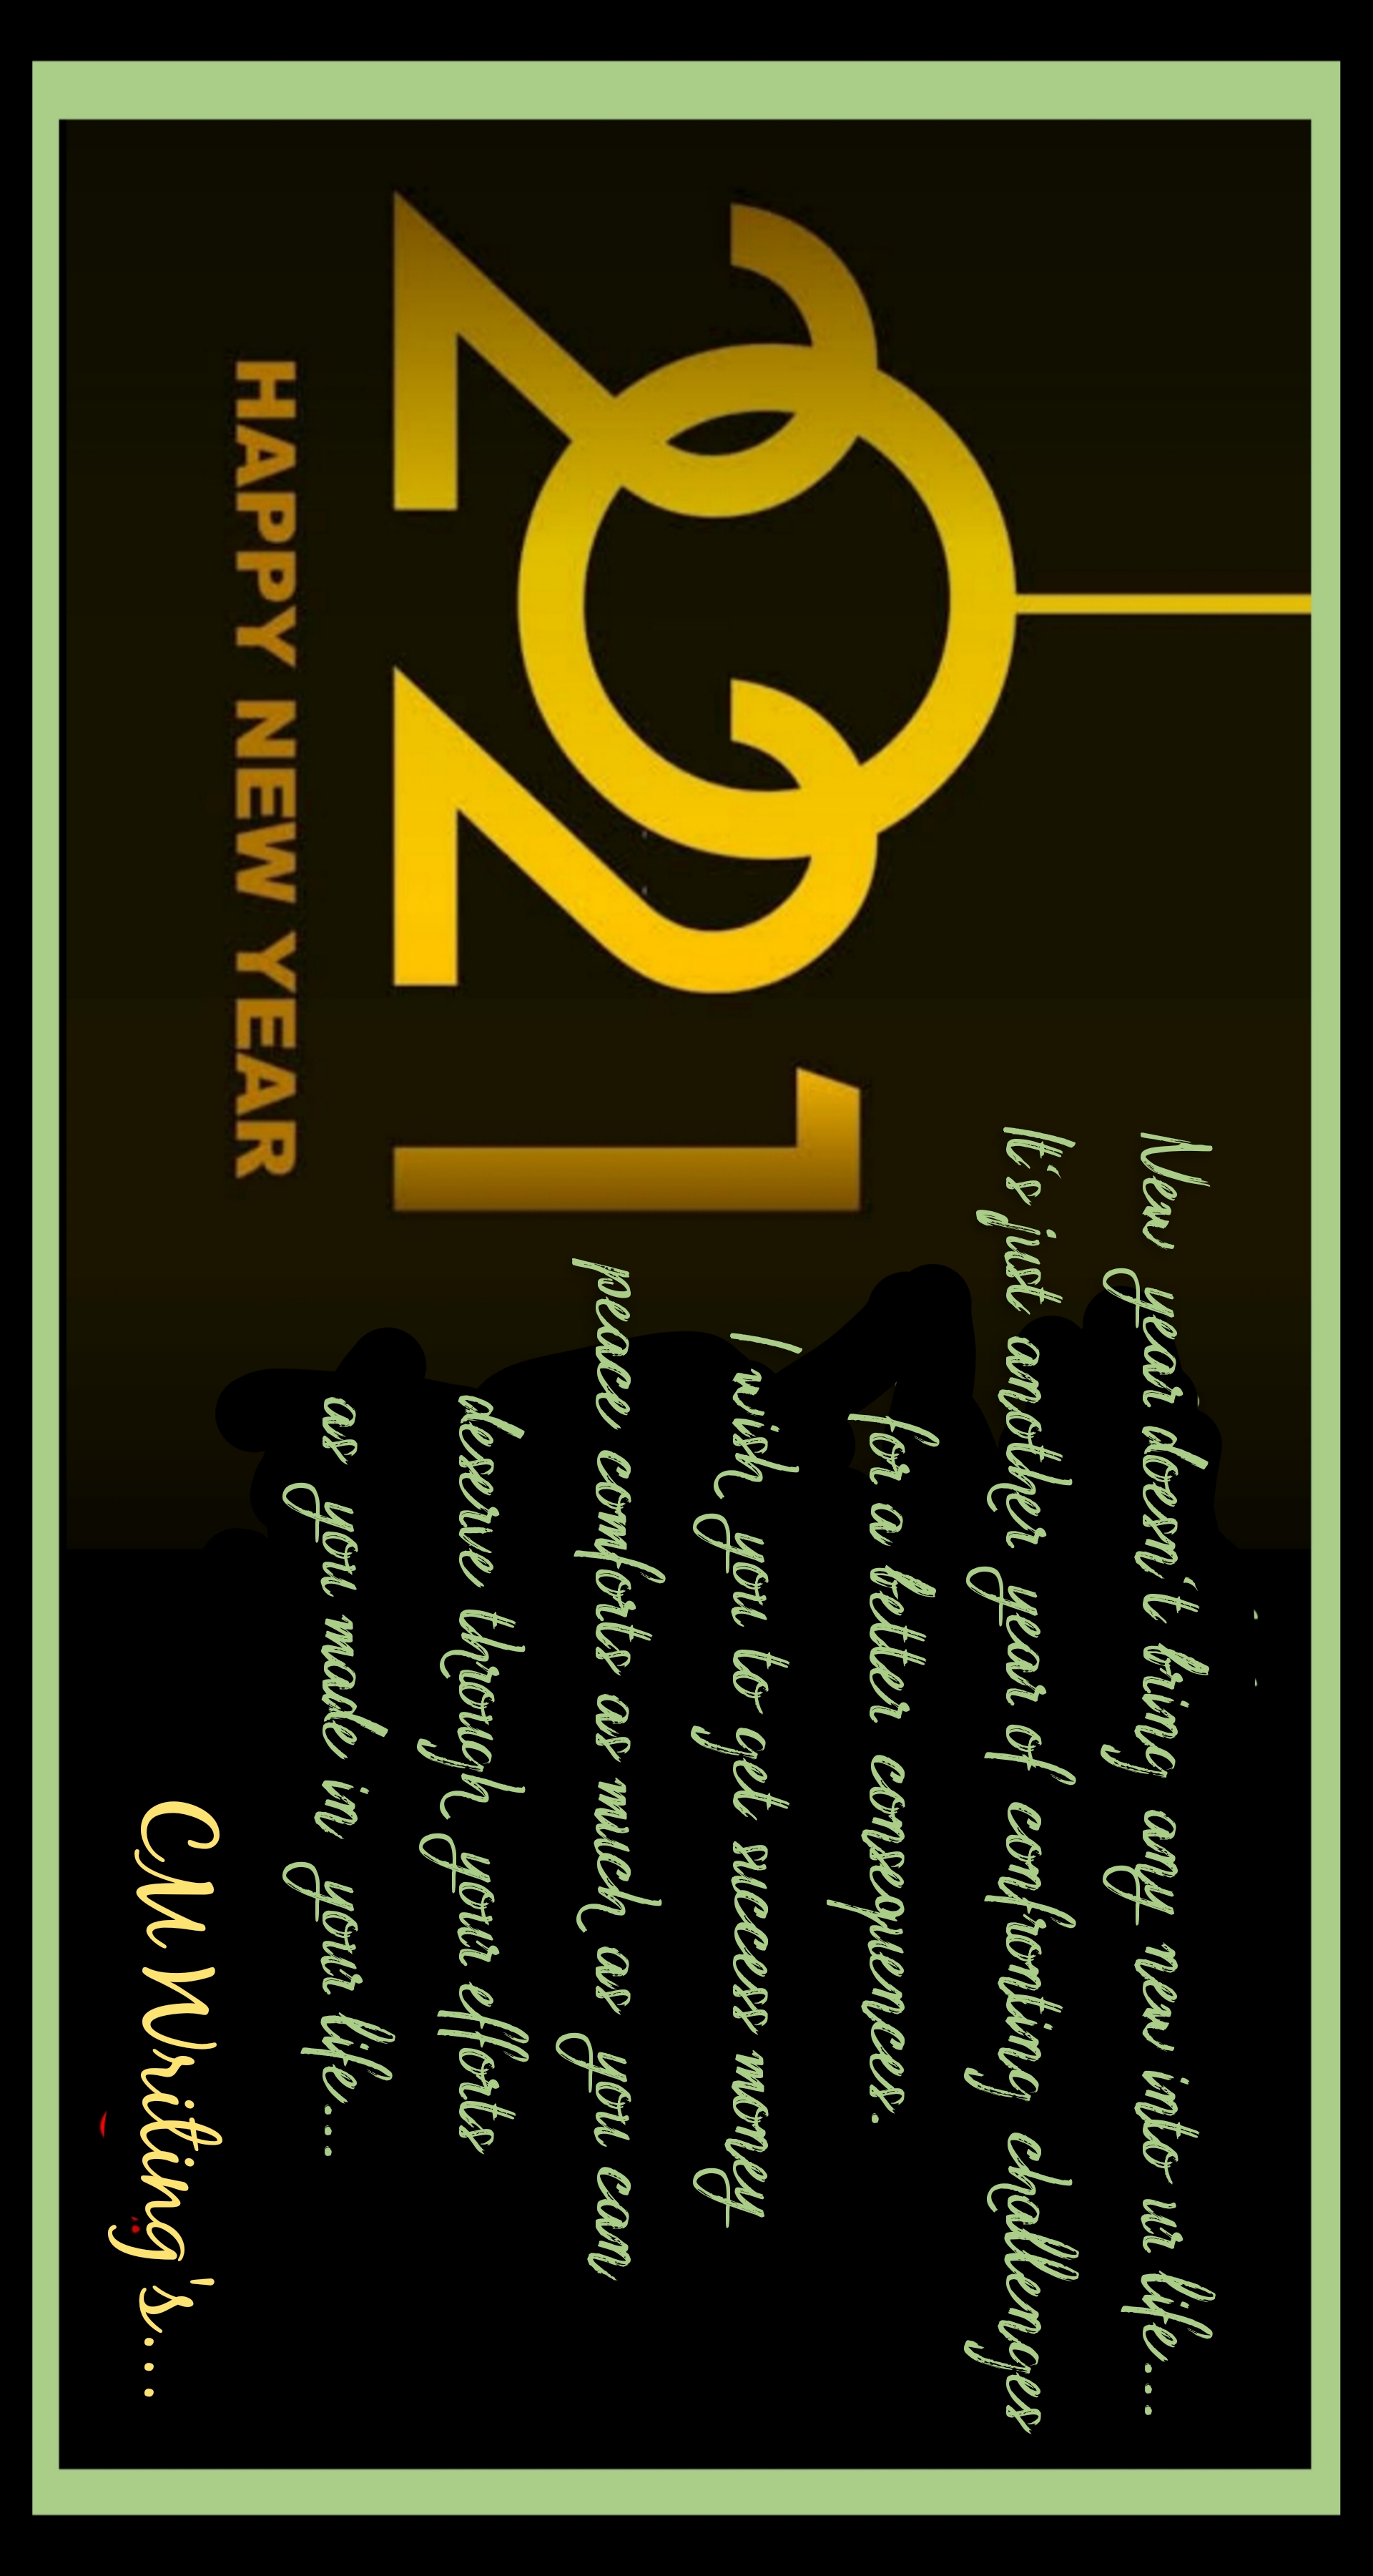 2021
HAPPY NEW YEAR
New year doesn't bring any new into ur life...
It's just another year of confronting challenges
for a better consequences.
I wish you to get success money
peace comforts as much as you can
deserve through your efforts
as you made in your life...
CM Writing's...